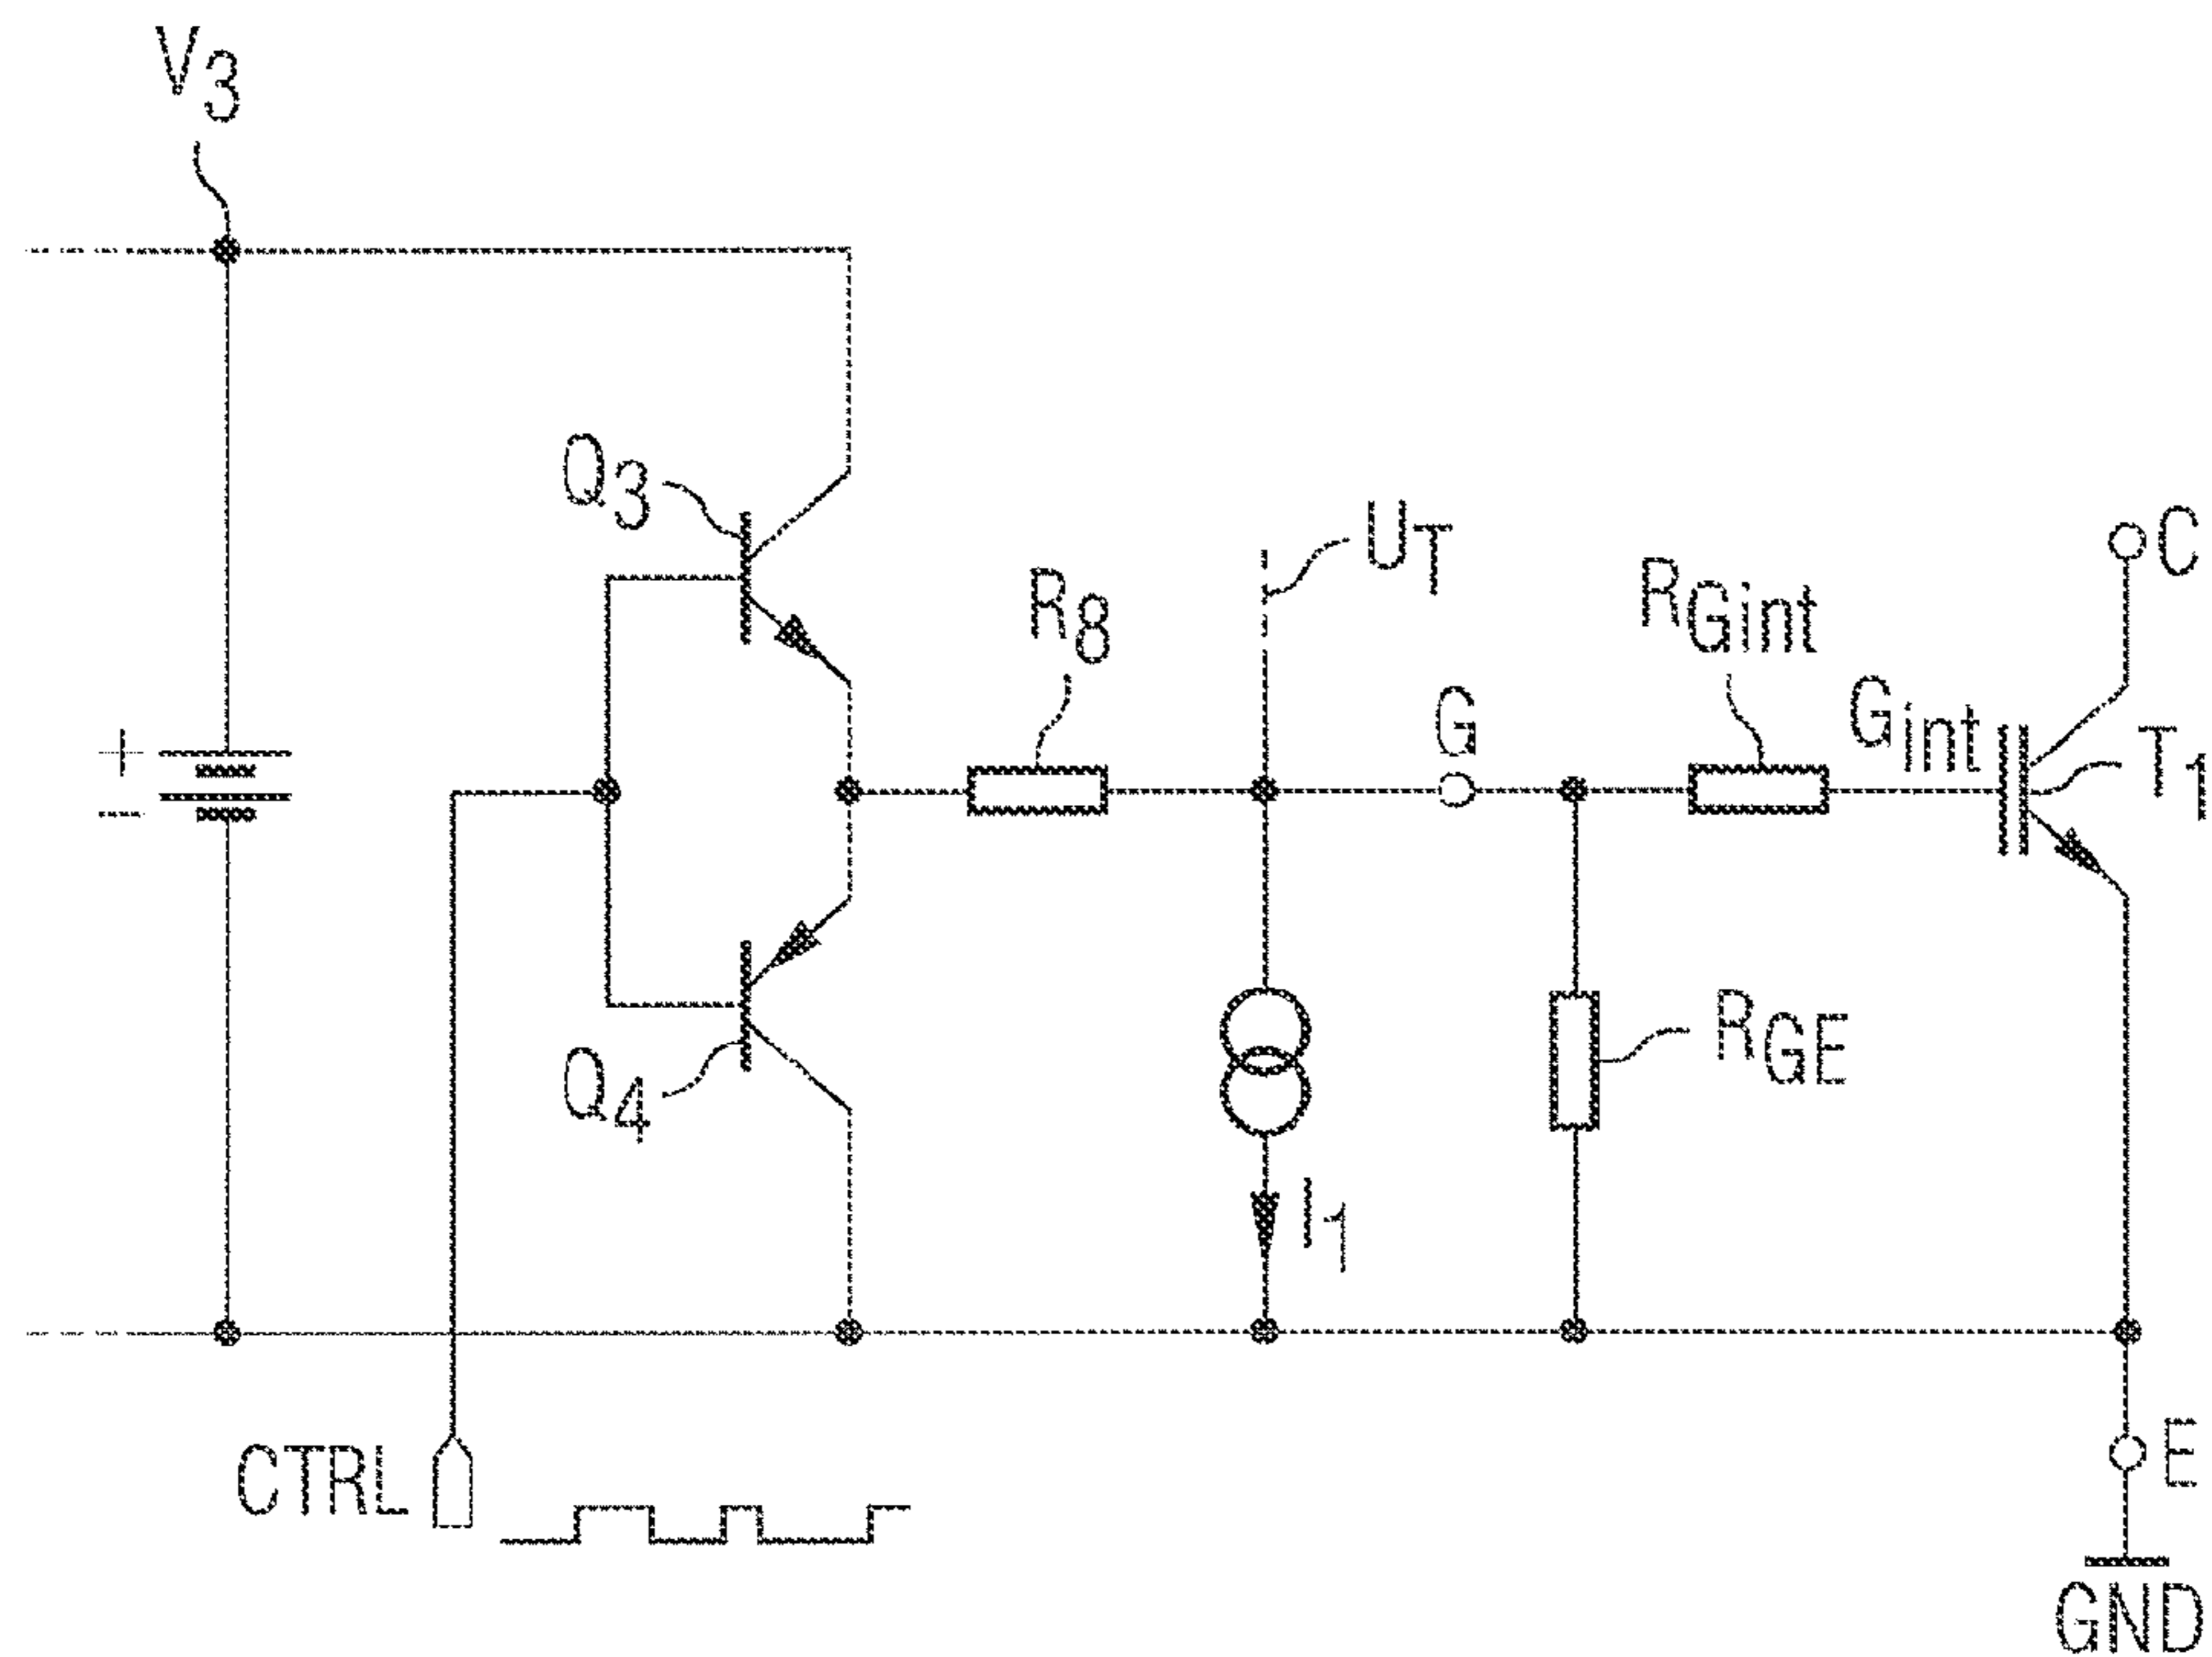 V3
Q3
R8
UT
RGint
C
G
Gint
T1
+
-
Q4
RGE
I1
CTRL
E
GND